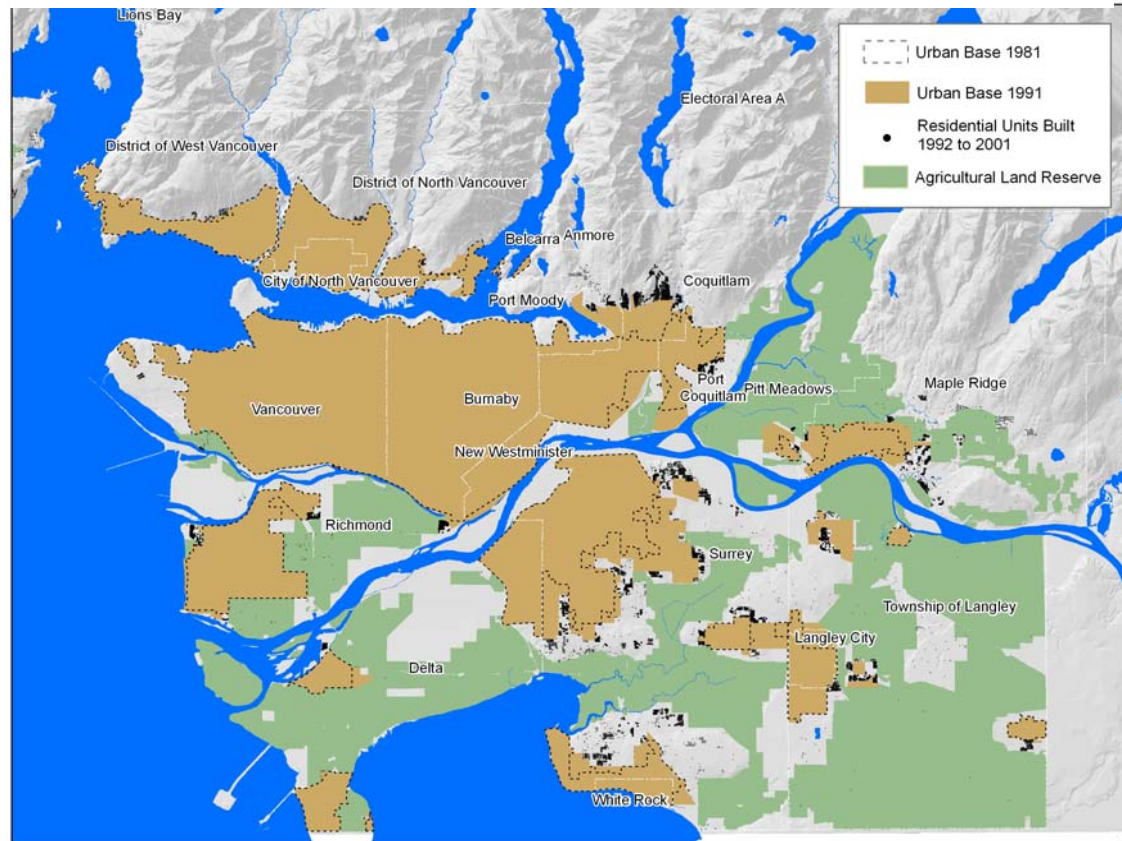 Lions Bay
Urban Base 1981
Urban Base 1991
Residential Units Built
1992 to 2001
Agricultural Land Reserve
Electoral Area A
District of West Vancouver
District of North Vancouver
Belcarra
Anmore
City of North Vancouver
Coquitlam
Port Moody
Port
Coquitlam
Pitt Meadows
Maple Ridge
Vancouver
Burnaby
New Westminister
Richmond
Surrey
Township of Langley
Langley City
Delta
White Rock